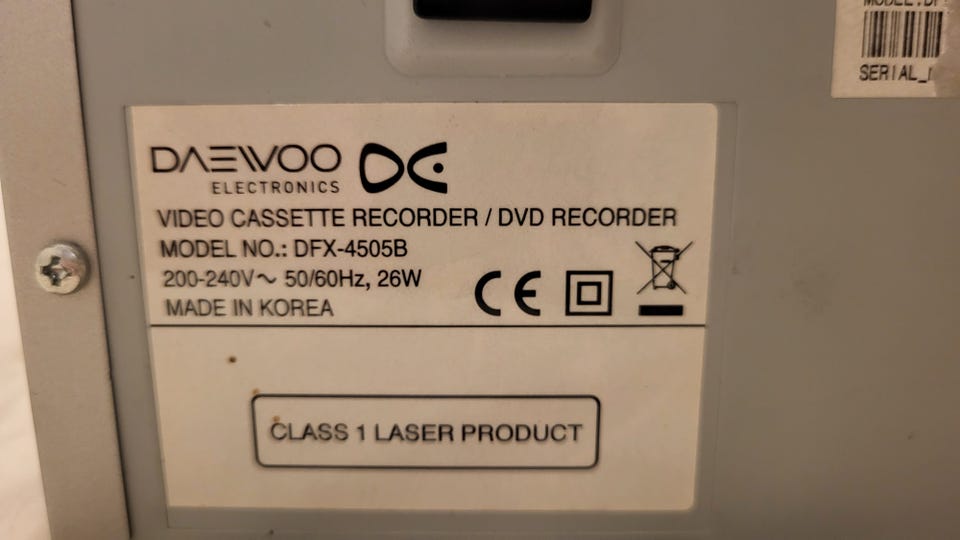 MODEL:DF
SERIAL
DAEWOO
ELECTRONICS
VIDEO CASSETTE RECORDER / DVD RECORDER
MODEL NO.: DFX-4505B
200-240V~ 50/60Hz, 26W
MADE IN KOREA
CE
CLASS 1 LASER PRODUCT